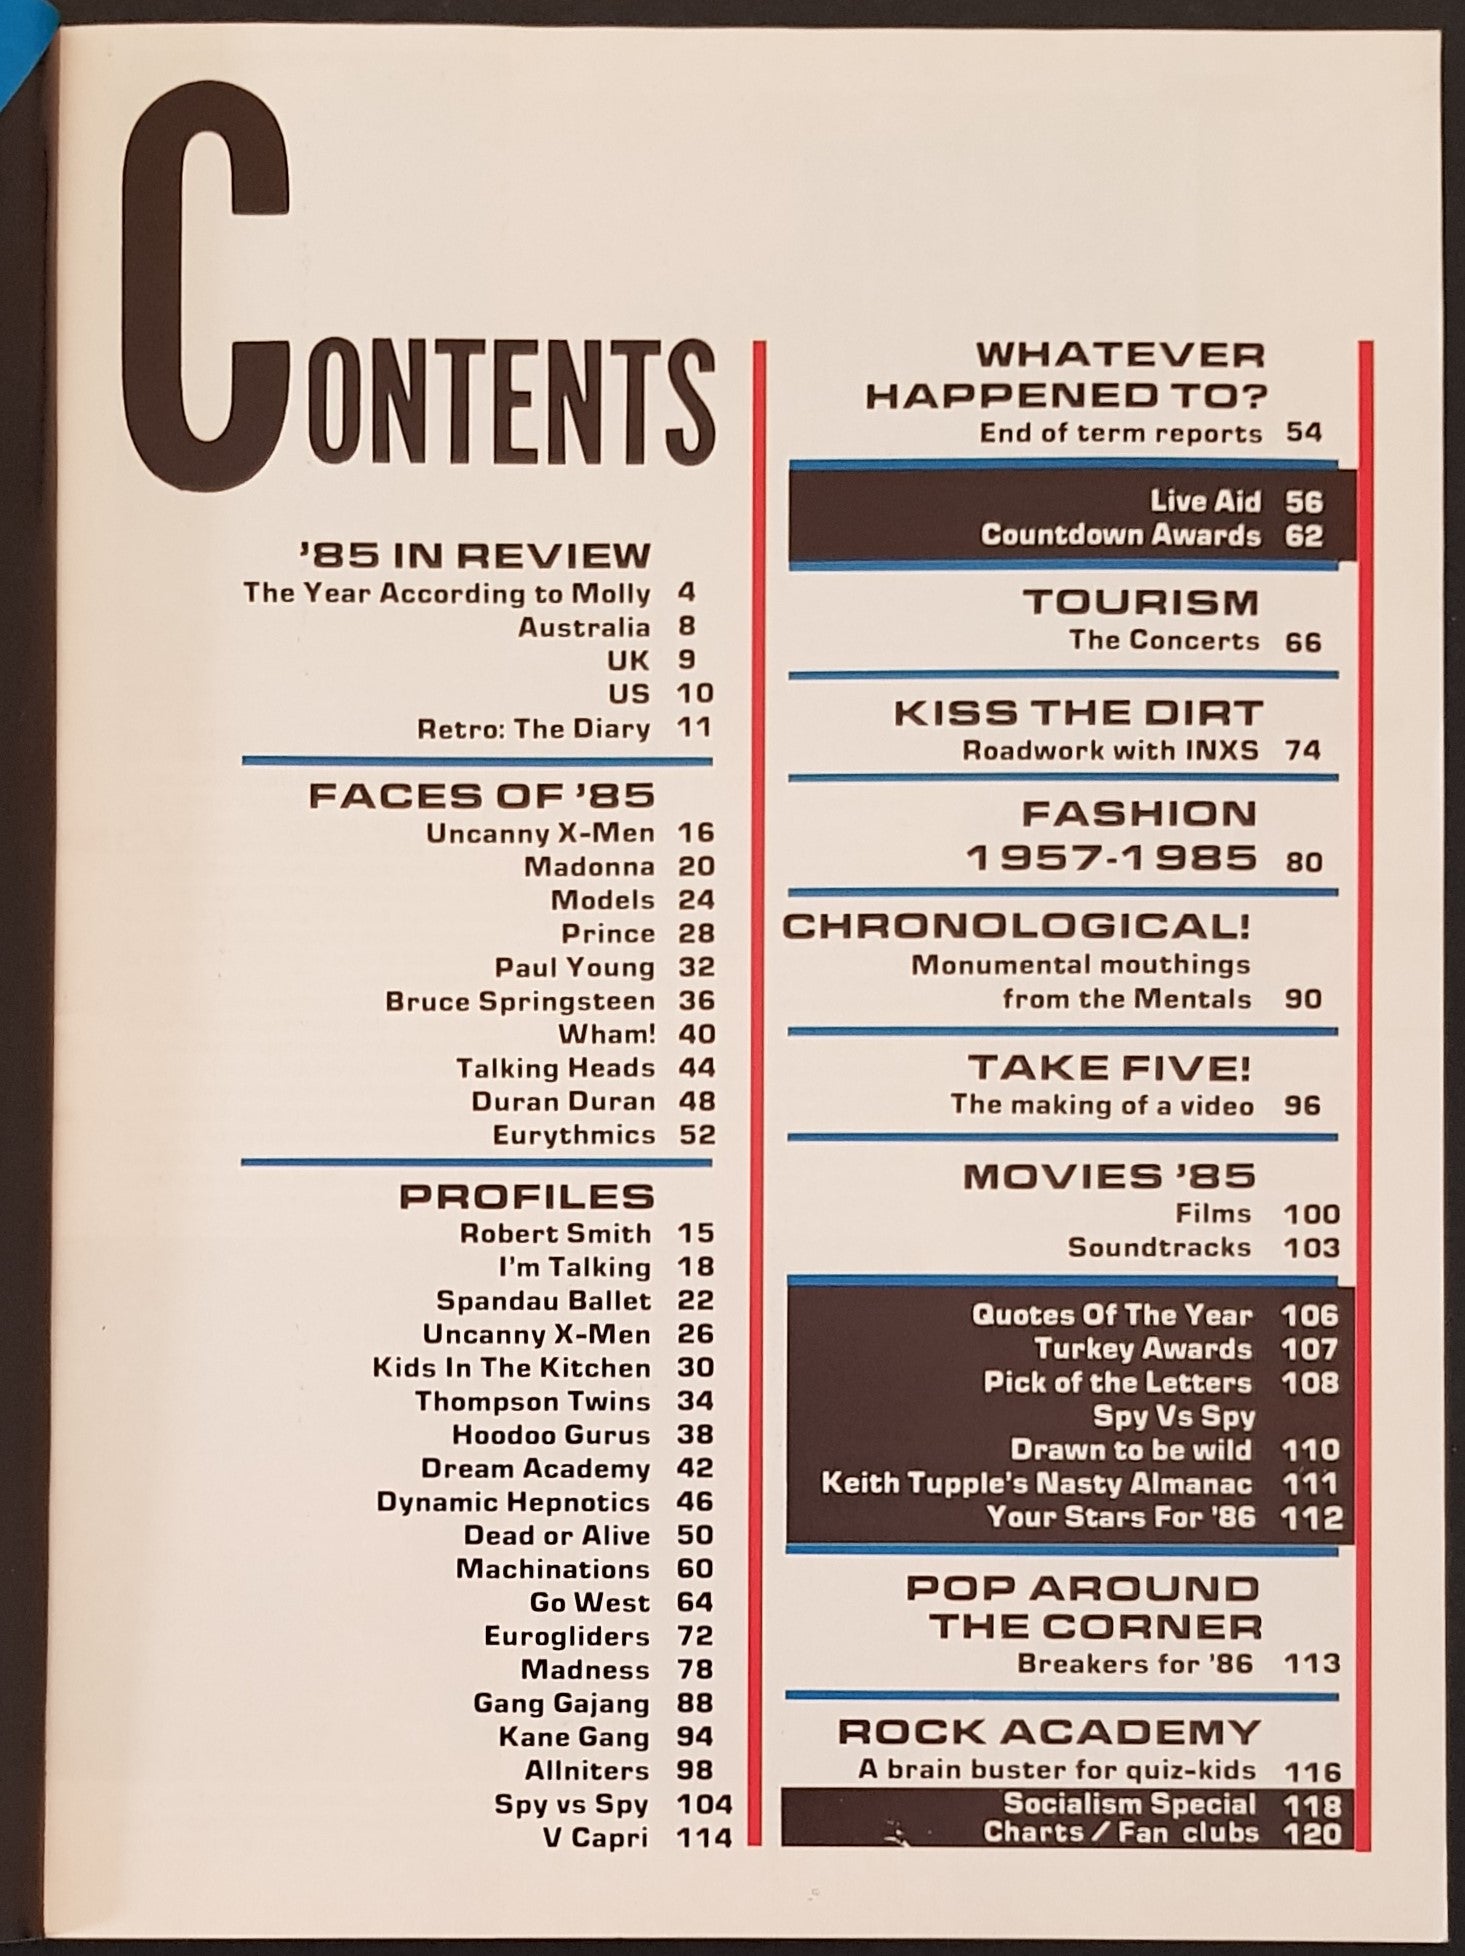 CONTENTS
'85 IN REVIEW
The Year According to Molly 4
Australia 8
UK 9
US 10
Retro: The Diary 11
FACES OF '85
Uncanny X-Men 16
Madonna 20
Models 24
Prince 28
Paul Young 32
Bruce Springsteen 36
Wham! 40
Talking Heads 44
Duran Duran 48
Eurythmics 52
PROFILES
Robert Smith 15
I'm Talking 18
Spandau Ballet 22
Uncanny X-Men 26
Kids In The Kitchen 30
Thompson Twins 34
Hoodoo Gurus 38
Dream Academy 42
Dynamic Hepnotics 46
Dead or Alive 50
Machinations 60
Go West 64
Eurogliders 72
Madness 78
Gang Gajang 88
Kane Gang 94
Allniters 98
Spy vs Spy 104
V Capri 114
WHATEVER
HAPPENED TO?
End of term reports 54
Live Aid 56
Countdown Awards 62
TOURISM
The Concerts 66
KISS THE DIRT
Roadwork with INXS 74
FASHION
1957-1985 80
CHRONOLOGICAL!
Monumental mouthings
from the Mentals 90
TAKE FIVE!
The making of a video 96
MOVIES '85
Films 100
Soundtracks 103
Quotes Of The Year 106
Turkey Awards 107
Pick of the Letters 108
Spy Vs Spy
Drawn to be wild 110
Keith Tupple's Nasty Almanac 111
Your Stars For '86 112
POP AROUND
THE CORNER
Breakers for '86 113
ROCK ACADEMY
A brain buster for quiz-kids 116
Socialism Special 118
Charts / Fan clubs 120